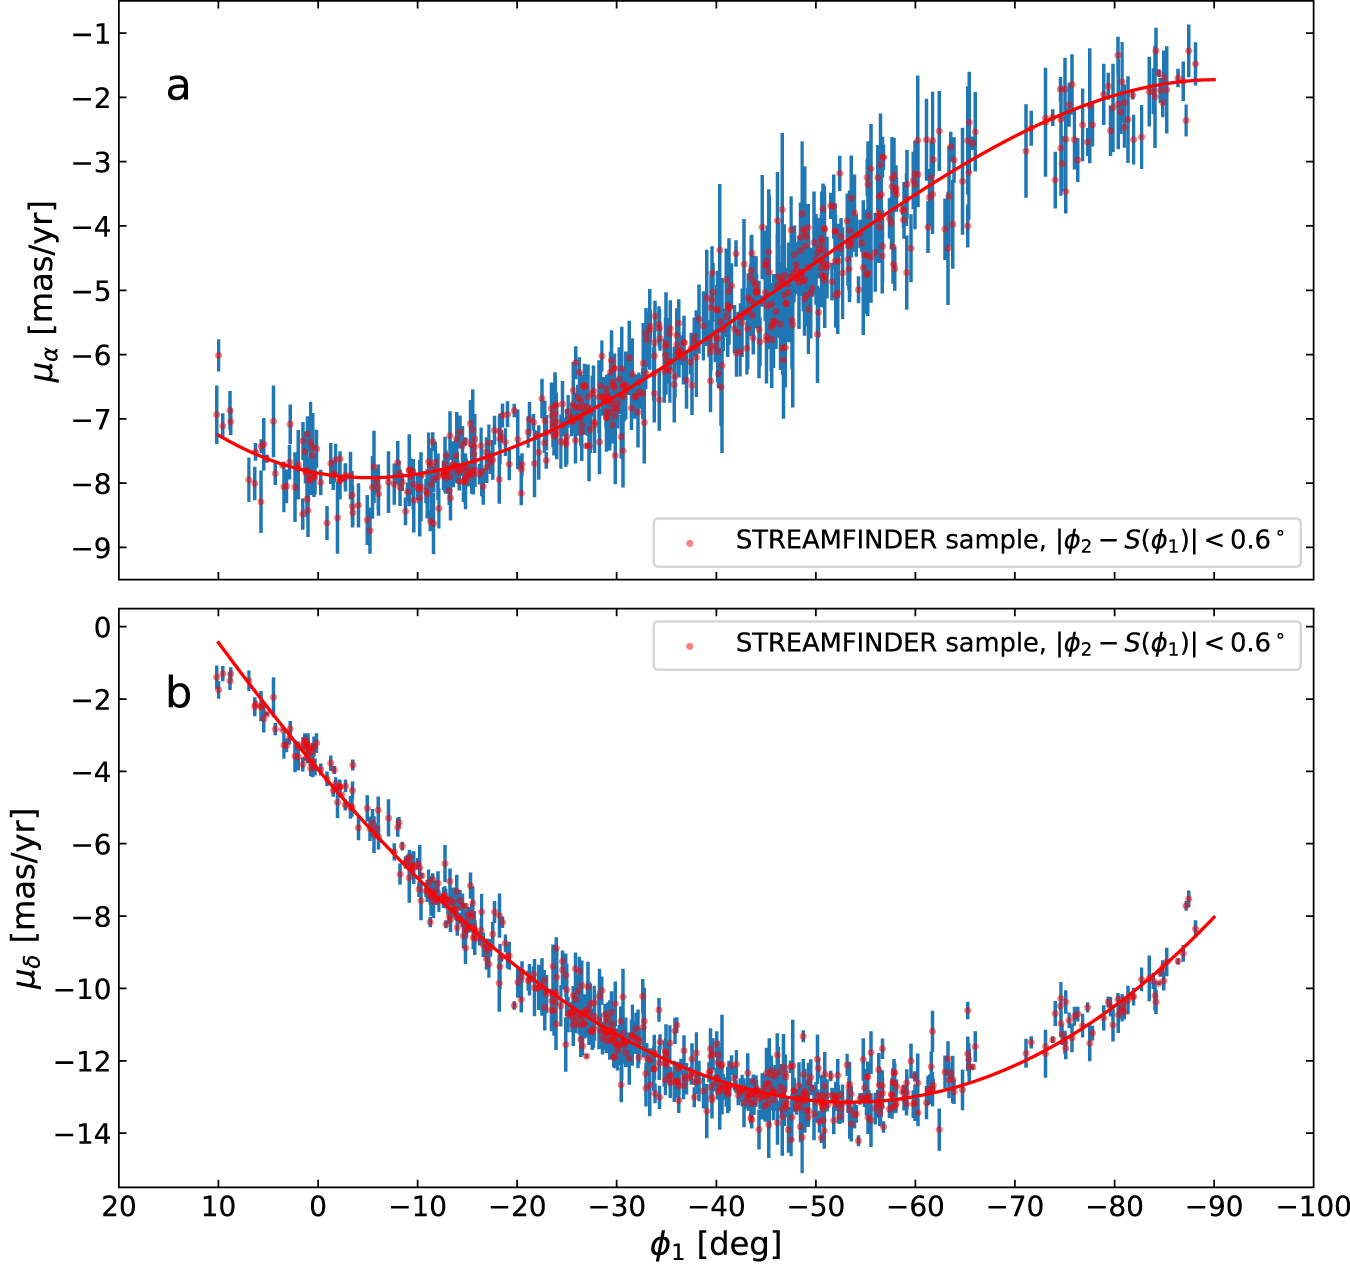 a
−1
−2
−3
−4
−5
−6
−7
−8
−9
μα [mas/yr]
STREAMFINDER sample, |ϕ2 − S(ϕ1)| < 0.6°
b
0
−2
−4
−6
−8
−10
−12
−14
μδ [mas/yr]
STREAMFINDER sample, |ϕ2 − S(ϕ1)| < 0.6°
20 10 0 −10 −20 −30 −40 −50 −60 −70 −80 −90 −100
ϕ1 [deg]